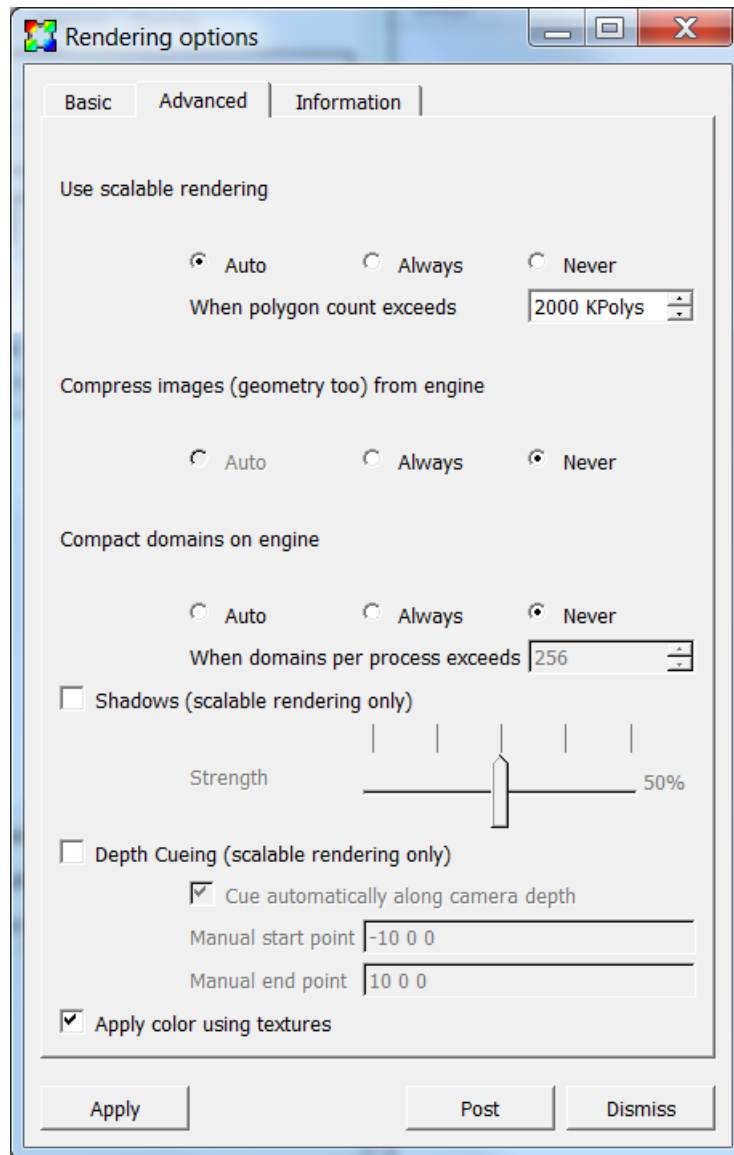 Rendering options
Basic Advanced Information
Use scalable rendering
Auto Always Never
When polygon count exceeds 2000 KPolys
Compress images (geometry too) from engine
Auto Always Never
Compact domains on engine
Auto Always Never
When domains per process exceeds 256
Shadows (scalable rendering only)
Strength 50%
Depth Cueing (scalable rendering only)
Cue automatically along camera depth
Manual start point -10 0 0
Manual end point 10 0 0
Apply color using textures
Apply Post Dismiss